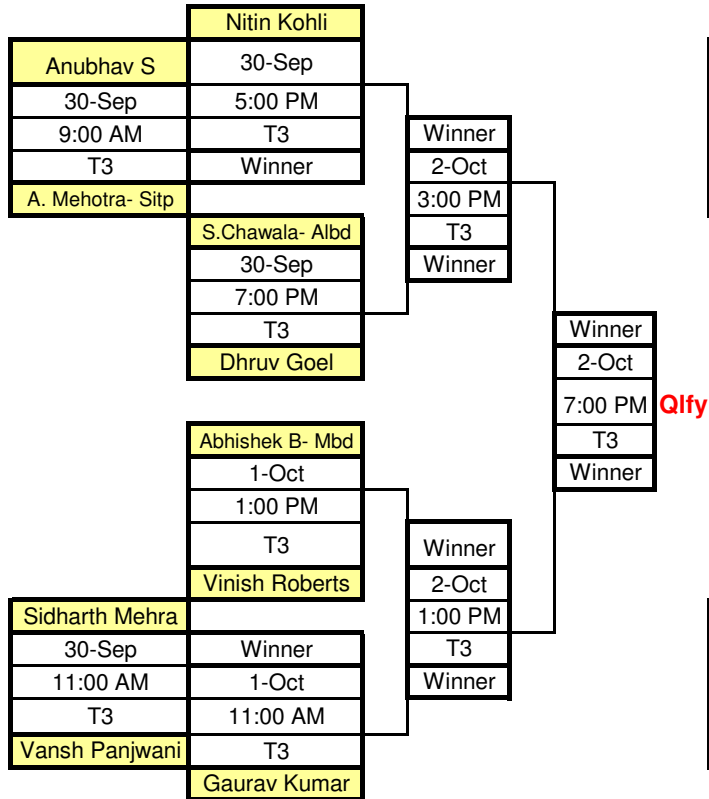 Nitin Kohli
Anubhav S 30-Sep
30-Sep 5:00 PM
9:00 AM T3 Winner
T3 Winner 2-Oct
A. Mehotra- Sitp 3:00 PM
S.Chawala- Albd T3
30-Sep Winner
7:00 PM
T3 Winner
Dhruv Goel 2-Oct
7:00 PM Qlfy
Abhishek B- Mbd T3
1-Oct Winner
1:00 PM
T3 Winner
Vinish Roberts 2-Oct
Sidharth Mehra 1:00 PM
30-Sep Winner T3
11:00 AM 1-Oct Winner
T3 11:00 AM
Vansh Panjwani T3
Gaurav Kumar